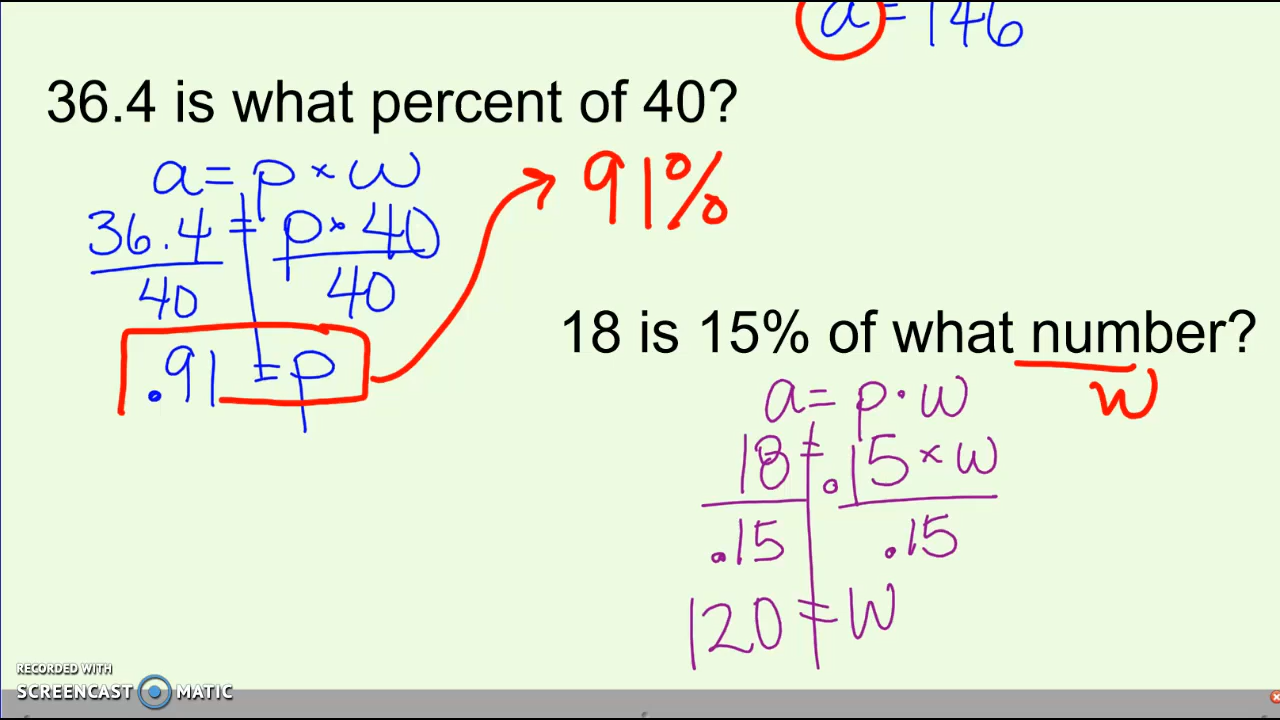 a = 146
36.4 is what percent of 40?
a = p × w
36.4 = p × 40
40 40
.91 = p
91%
18 is 15% of what number?
w
a = p · w
18 = .15 × w
.15 .15
120 = w
RECORDED WITH
SCREENCAST MATIC